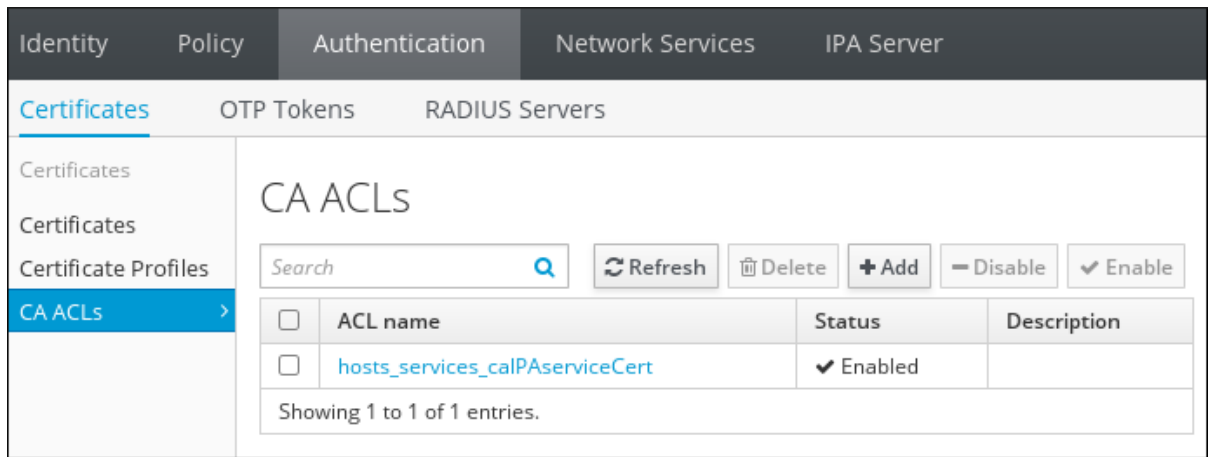 Identity Policy Authentication Network Services IPA Server
Certificates OTP Tokens RADIUS Servers
Certificates
Certificates
Certificate Profiles
CA ACLs
CA ACLs
Search Refresh Delete Add Disable Enable
ACL name Status Description
hosts_services_caIPAserviceCert Enabled
Showing 1 to 1 of 1 entries.